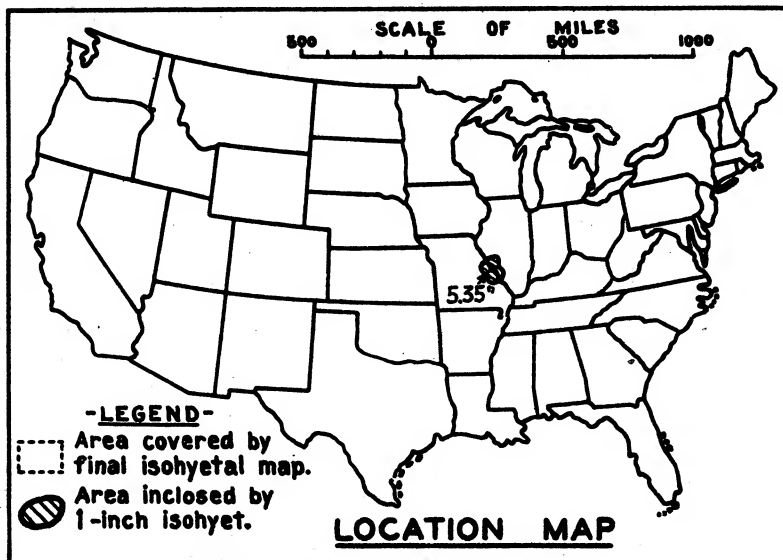 SCALE OF MILES
500 0 500 1000
5.35"
-LEGEND-
Area covered by
final isohyetal map.
Area inclosed by
1-inch isohyet.
LOCATION MAP